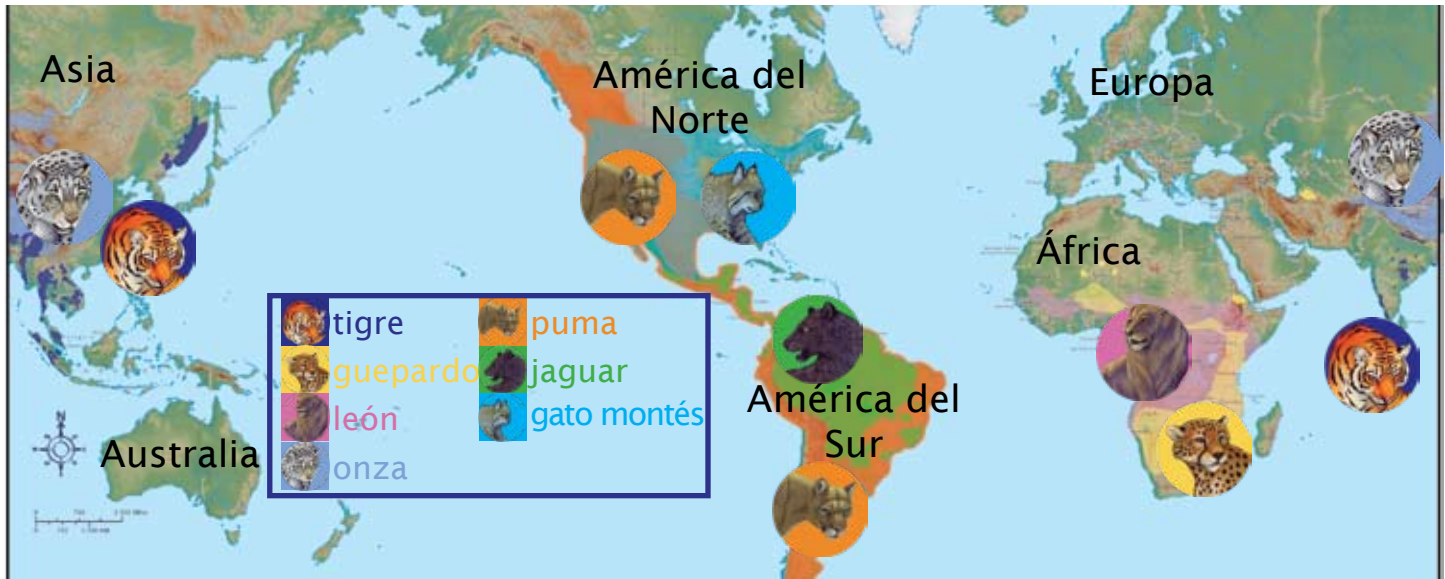 Asia
América del
Norte
Europa
África
América del
Sur
Australia
tigre
guepardo
león
onza
puma
jaguar
gato montés
N